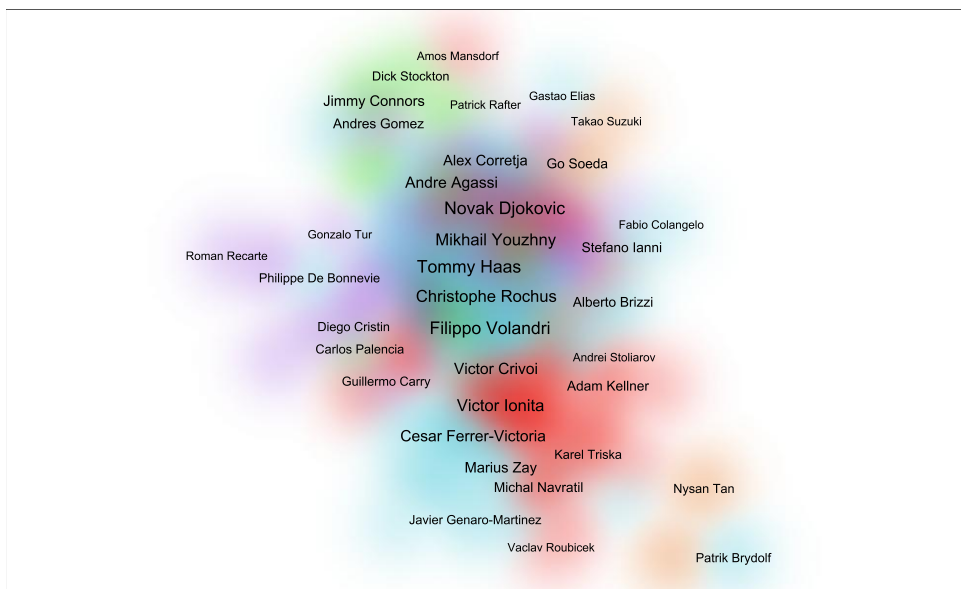 Amos Mansdorf
Dick Stockton
Gastao Elias
Jimmy Connors
Patrick Rafter
Takao Suzuki
Andres Gomez
Alex Corretja
Go Soeda
Andre Agassi
Novak Djokovic
Fabio Colangelo
Gonzalo Tur
Mikhail Youzhny
Stefano Ianni
Roman Recarte
Tommy Haas
Philippe De Bonnevie
Christophe Rochus
Alberto Brizzi
Diego Cristin
Filippo Volandri
Carlos Palencia
Andrei Stoliarov
Victor Crivoi
Guillermo Carry
Adam Kellner
Victor Ionita
Cesar Ferrer-Victoria
Karel Triska
Marius Zay
Michal Navratil
Nysan Tan
Javier Genaro-Martinez
Vaclav Roubicek
Patrik Brydolf